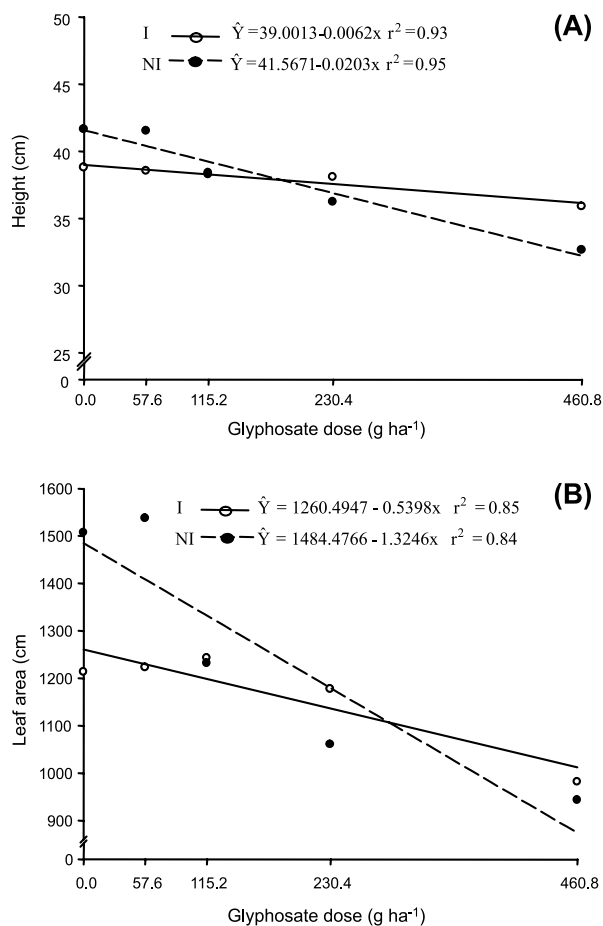 (A)
I Ŷ = 39.0013-0.0062x r² = 0.93
NI Ŷ = 41.5671-0.0203x r² = 0.95
50
45
40
35
30
25
0
Height (cm)
0.0 57.6 115.2 230.4 460.8
Glyphosate dose (g ha⁻¹)
(B)
I Ŷ = 1260.4947 - 0.5398x r² = 0.85
NI Ŷ = 1484.4766 - 1.3246x r² = 0.84
1600
1500
1400
1300
1200
1100
1000
900
0
Leaf area (cm
0.0 57.6 115.2 230.4 460.8
Glyphosate dose (g ha⁻¹)